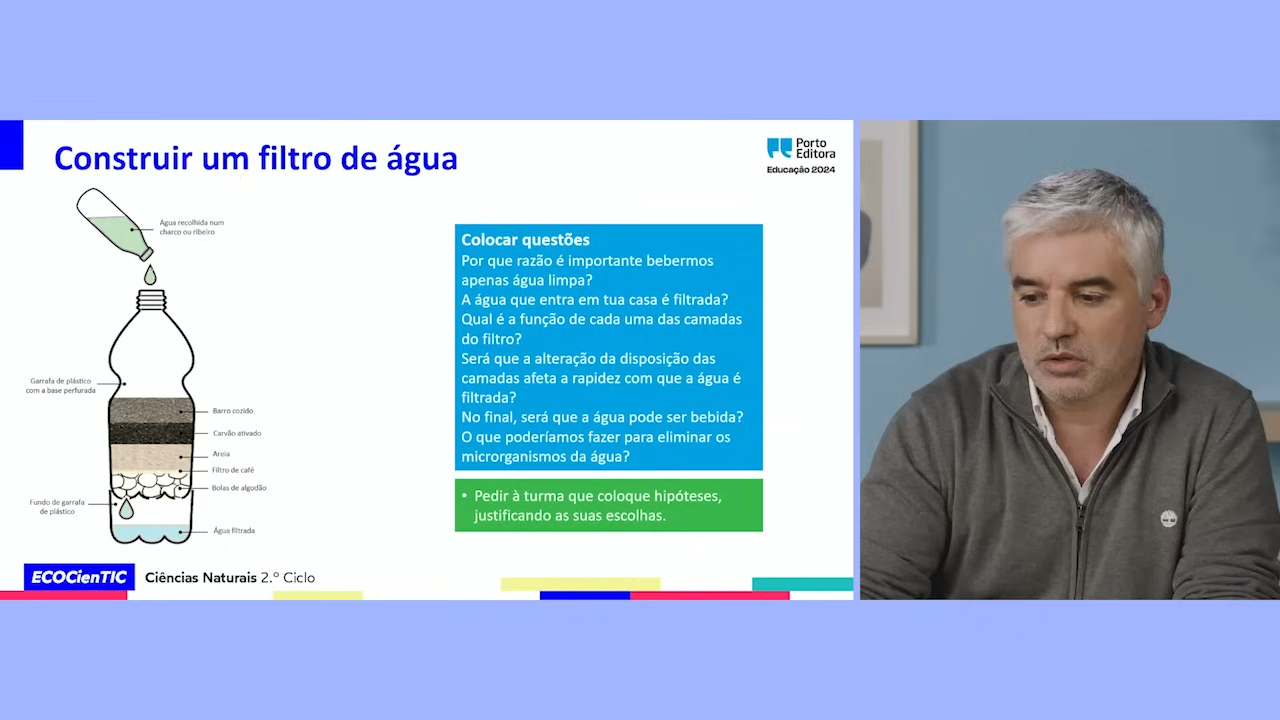 Construir um filtro de água
Porto
Editora
Educação 2024
Água recolhida num
charco ou ribeiro
Garrafa de plástico
com a base perfurada
Barro cozido
Carvão ativado
Areia
Filtro de café
Bolas de algodão
Fundo de garrafa
de plástico
Água filtrada
Colocar questões
Por que razão é importante bebermos
apenas água limpa?
A água que entra em tua casa é filtrada?
Qual é a função de cada uma das camadas
do filtro?
Será que a alteração da disposição das
camadas afeta a rapidez com que a água é
filtrada?
No final, será que a água pode ser bebida?
O que poderíamos fazer para eliminar os
microrganismos da água?
• Pedir à turma que coloque hipóteses,
justificando as suas escolhas.
ECOCienTIC
Ciências Naturais 2.º Ciclo